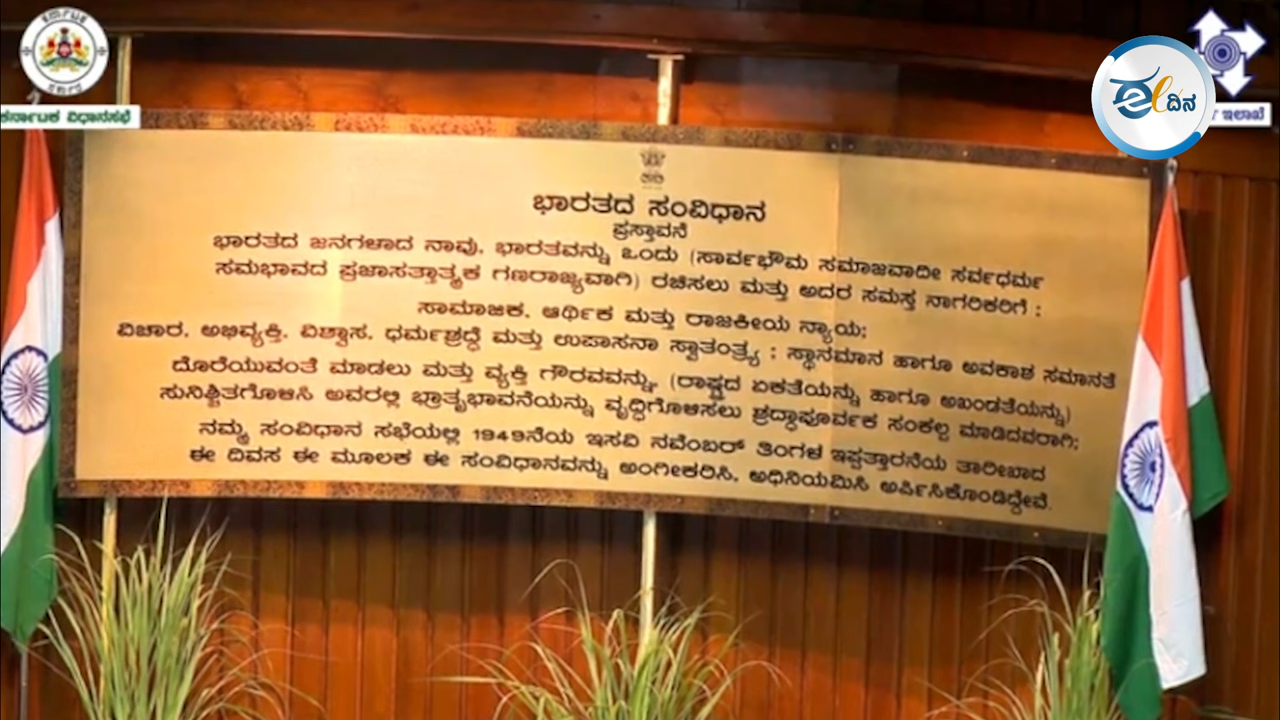 ಕರ್ನಾಟಕ
ಸರ್ಕಾರ
ಕರ್ನಾಟಕ ವಿಧಾನಸಭೆ
ದಿನ
ಇಲಾಖೆ
ಭಾರತದ ಸಂವಿಧಾನ
ಪ್ರಸ್ತಾವನೆ
ಭಾರತದ ಜನಗಳಾದ ನಾವು, ಭಾರತವನ್ನು ಒಂದು (ಸಾರ್ವಭೌಮ ಸಮಾಜವಾದೀ ಸರ್ವಧರ್ಮ
ಸಮಭಾವದ ಪ್ರಜಾಸತ್ತಾತ್ಮಕ ಗಣರಾಜ್ಯವಾಗಿ) ರಚಿಸಲು ಮತ್ತು ಅದರ ಸಮಸ್ತ ನಾಗರಿಕರಿಗೆ :
ಸಾಮಾಜಿಕ, ಆರ್ಥಿಕ ಮತ್ತು ರಾಜಕೀಯ ನ್ಯಾಯ;
ವಿಚಾರ, ಅಭಿವ್ಯಕ್ತಿ, ವಿಶ್ವಾಸ, ಧರ್ಮಶ್ರದ್ಧೆ ಮತ್ತು ಉಪಾಸನಾ ಸ್ವಾತಂತ್ರ್ಯ ; ಸ್ಥಾನಮಾನ ಹಾಗೂ ಅವಕಾಶ ಸಮಾನತೆ
ದೊರೆಯುವಂತೆ ಮಾಡಲು ಮತ್ತು ವ್ಯಕ್ತಿ ಗೌರವವನ್ನು, (ರಾಷ್ಟ್ರದ ಏಕತೆಯನ್ನು ಹಾಗೂ ಅಖಂಡತೆಯನ್ನು)
ಸುನಿಶ್ಚಿತಗೊಳಿಸಿ ಅವರಲ್ಲಿ ಭ್ರಾತೃಭಾವನೆಯನ್ನು ವೃದ್ಧಿಗೊಳಿಸಲು ಶ್ರದ್ಧಾಪೂರ್ವಕ ಸಂಕಲ್ಪ ಮಾಡಿದವರಾಗಿ;
ನಮ್ಮ ಸಂವಿಧಾನ ಸಭೆಯಲ್ಲಿ 1949ನೆಯ ಇಸವಿ ನವೆಂಬರ್ ತಿಂಗಳ ಇಪ್ಪತ್ತಾರನೆಯ ತಾರೀಖಾದ
ಈ ದಿವಸ ಈ ಮೂಲಕ ಈ ಸಂವಿಧಾನವನ್ನು ಅಂಗೀಕರಿಸಿ, ಅಧಿನಿಯಮಿಸಿ ಅರ್ಪಿಸಿಕೊಂಡಿದ್ದೇವೆ.